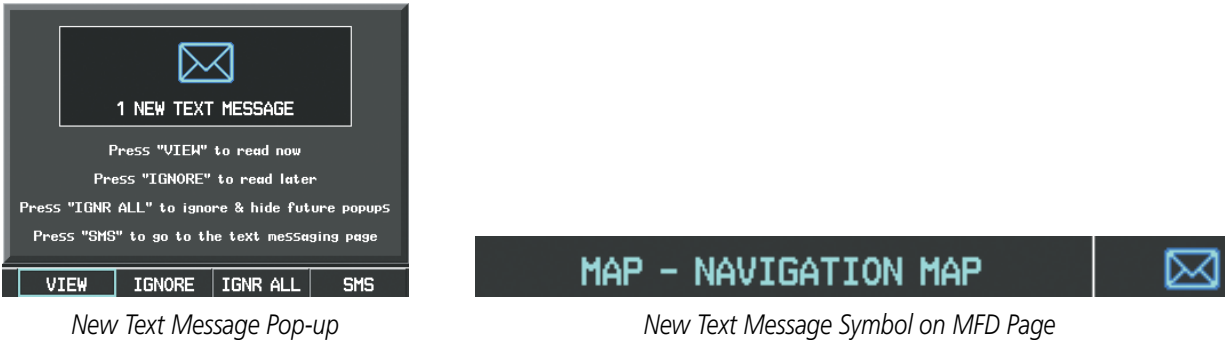 1 NEW TEXT MESSAGE
Press "VIEW" to read now
Press "IGNORE" to read later
Press "IGNR ALL" to ignore & hide future popups
Press "SMS" to go to the text messaging page
VIEW IGNORE IGNR ALL SMS
New Text Message Pop-up
MAP - NAVIGATION MAP
New Text Message Symbol on MFD Page